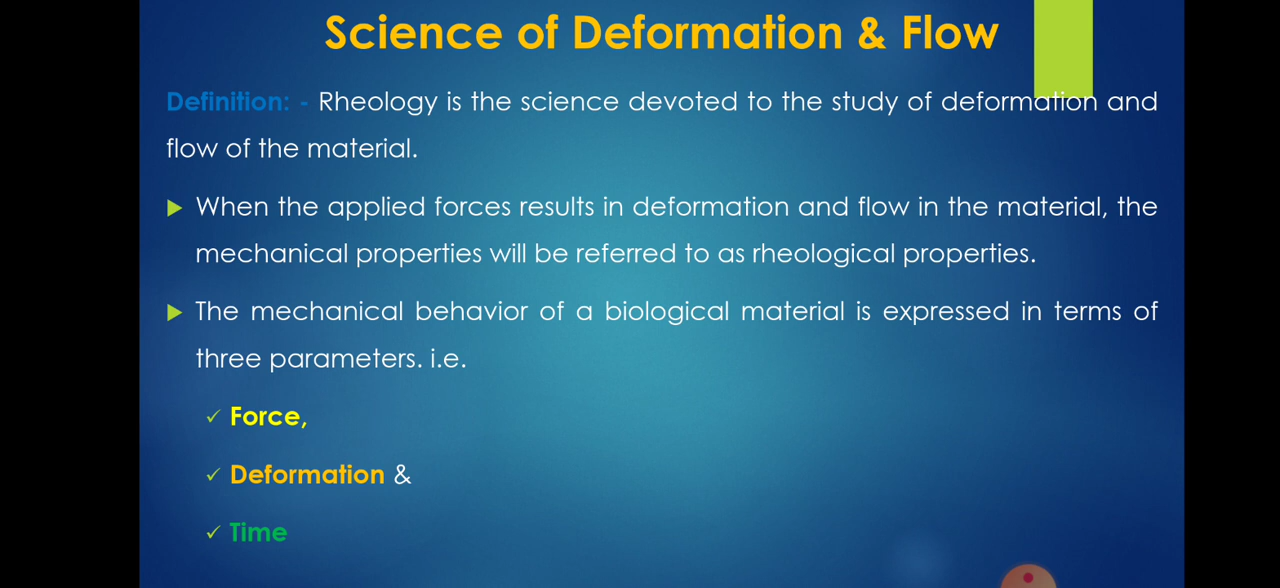 Science of Deformation & Flow
Definition: - Rheology is the science devoted to the study of deformation and
flow of the material.
When the applied forces results in deformation and flow in the material, the
mechanical properties will be referred to as rheological properties.
The mechanical behavior of a biological material is expressed in terms of
three parameters. i.e.
Force,
Deformation &
Time